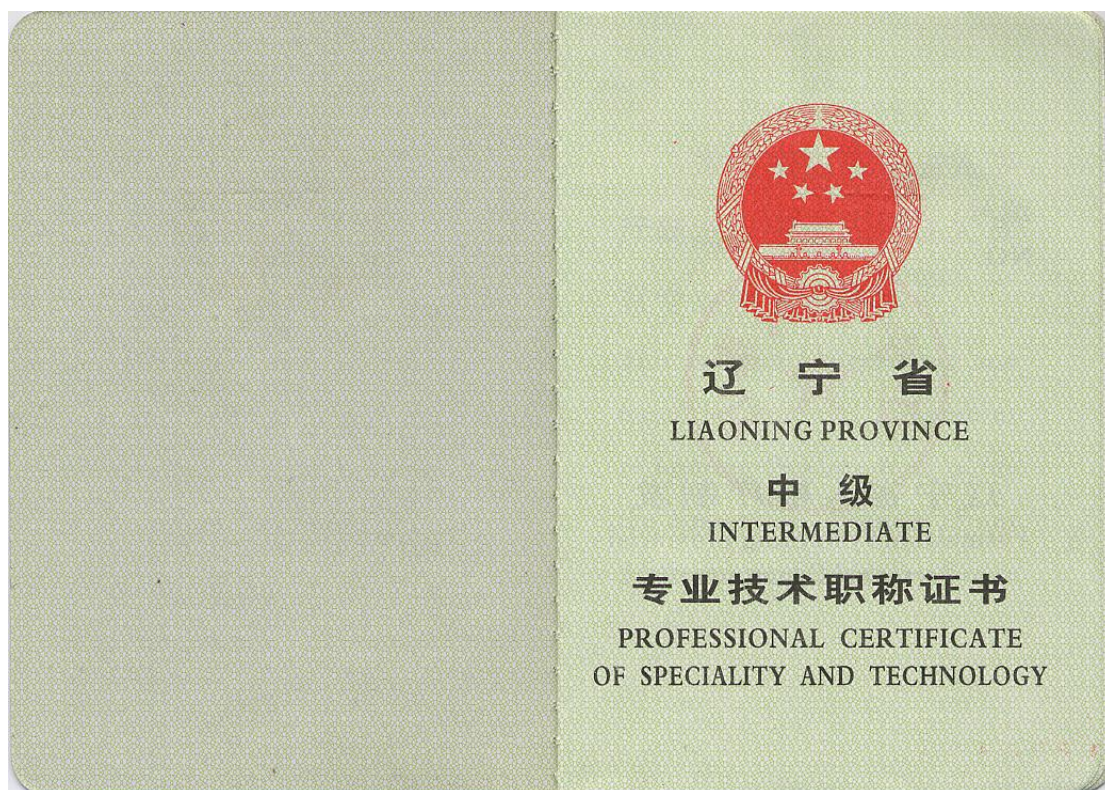 辽宁省
LIAONING PROVINCE
中级
INTERMEDIATE
专业技术职称证书
PROFESSIONAL CERTIFICATE
OF SPECIALITY AND TECHNOLOGY